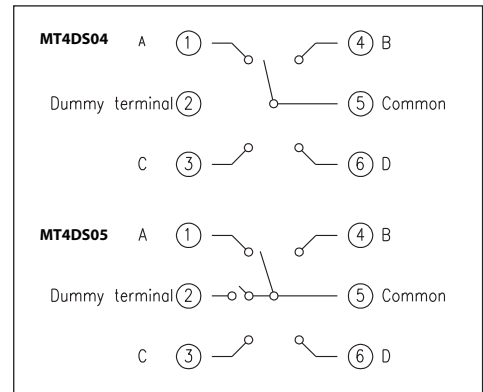 MT4DS04 A 1 4 B
Dummy terminal 2 5 Common
C 3 6 D
MT4DS05 A 1 4 B
Dummy terminal 2 5 Common
C 3 6 D